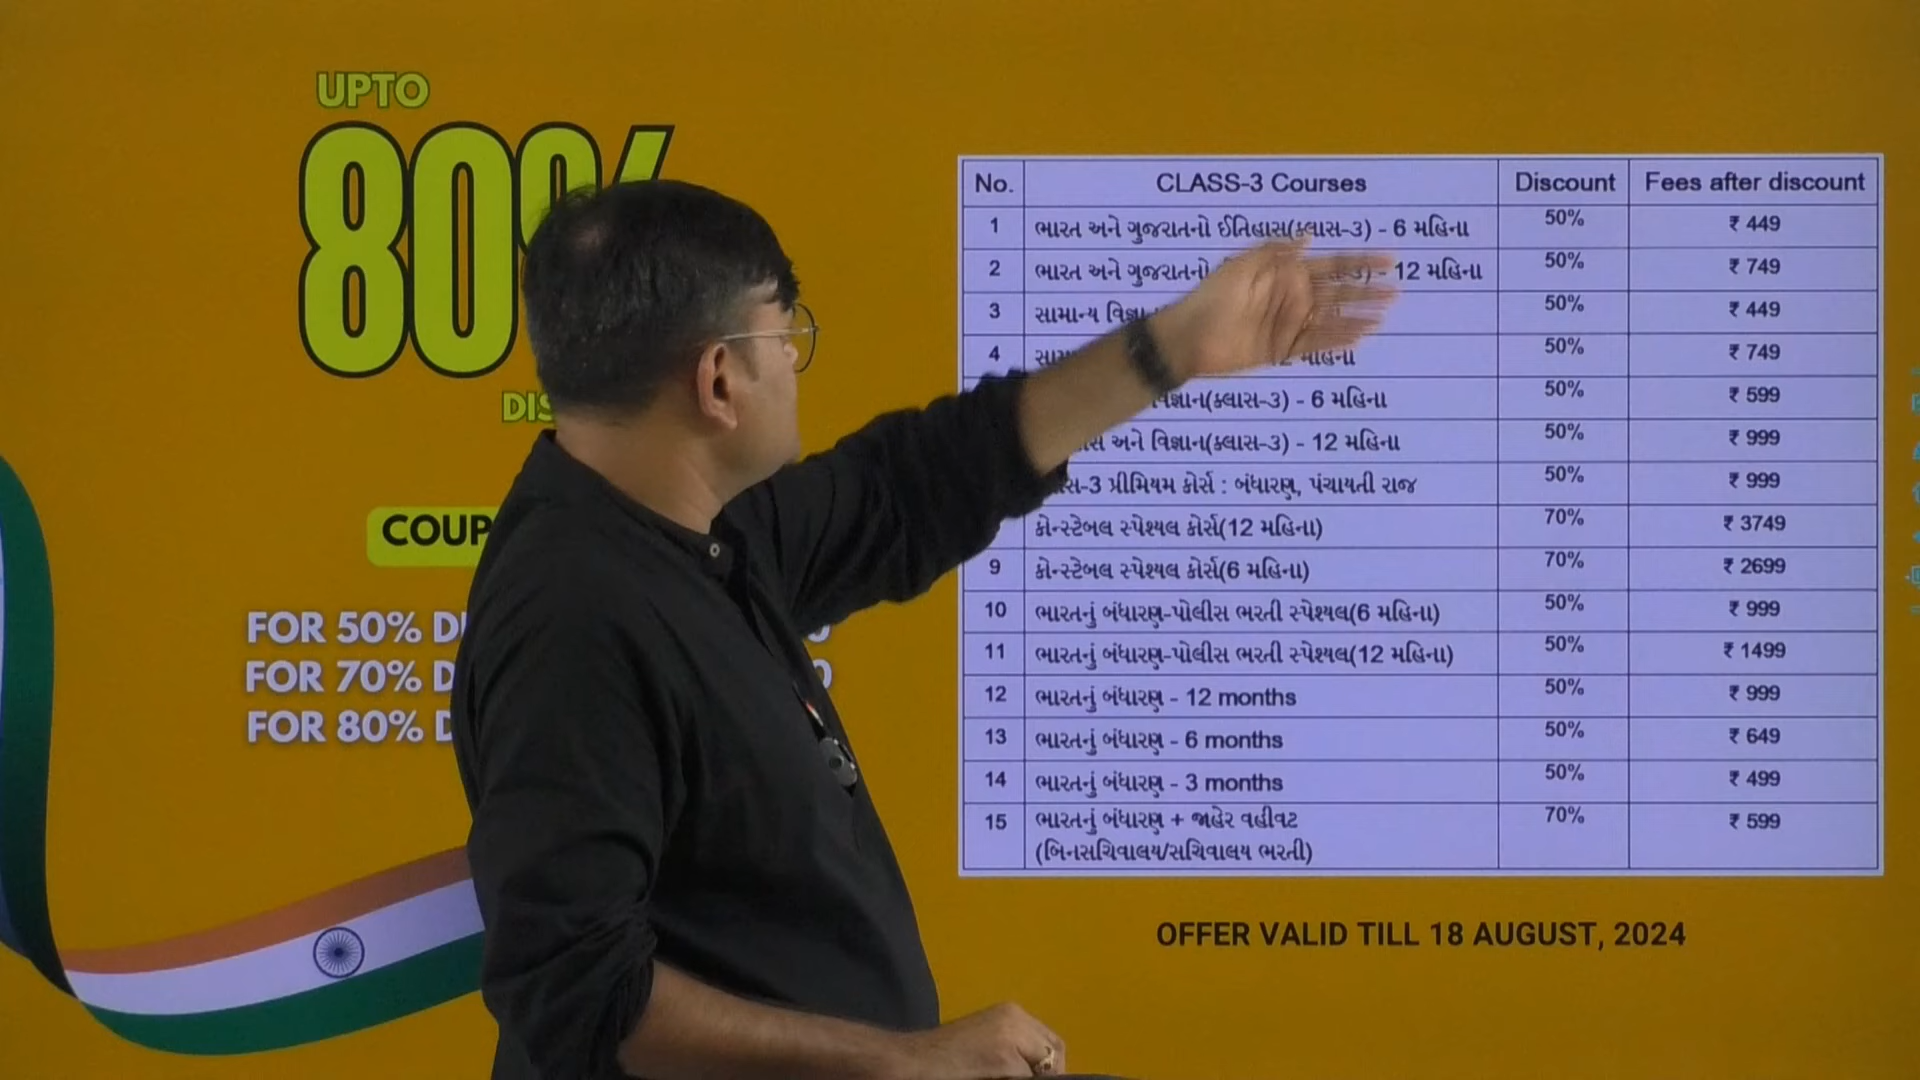 UPTO
80%
FOR 50%
FOR 70%
FOR 80%
No. CLASS-3 Courses Discount Fees after discount
1 ભારત અને ગુજરાતનો ઈતિહાસ(ક્લાસ-૩) - 6 મહિના 50% ₹ 449
2 ભારત અને ગુજરાતનો - 12 મહિના 50% ₹ 749
3 સામાન્ય 50% ₹ 449
4 મહિના 50% ₹ 749
- 6 મહિના 50% ₹ 599
અને વિજ્ઞાન(ક્લાસ-૩) - 12 મહિના 50% ₹ 999
પ્રીમિયમ કોર્સ : બંધારણ, પંચાયતી રાજ 50% ₹ 999
કોન્સ્ટેબલ સ્પેશ્યલ કોર્સ(12 મહિના) 70% ₹ 3749
9 કોન્સ્ટેબલ સ્પેશ્યલ કોર્સ(6 મહિના) 70% ₹ 2699
10 ભારતનું બંધારણ-પોલીસ ભરતી સ્પેશ્યલ(6 મહિના) 50% ₹ 999
11 ભારતનું બંધારણ-પોલીસ ભરતી સ્પેશ્યલ(12 મહિના) 50% ₹ 1499
12 ભારતનું બંધારણ - 12 months 50% ₹ 999
13 ભારતનું બંધારણ - 6 months 50% ₹ 649
14 ભારતનું બંધારણ - 3 months 50% ₹ 499
15 ભારતનું બંધારણ + જાહેર વહીવટ 70% ₹ 599
(બિનસચિવાલય/સચિવાલય ભરતી)
OFFER VALID TILL 18 AUGUST, 2024